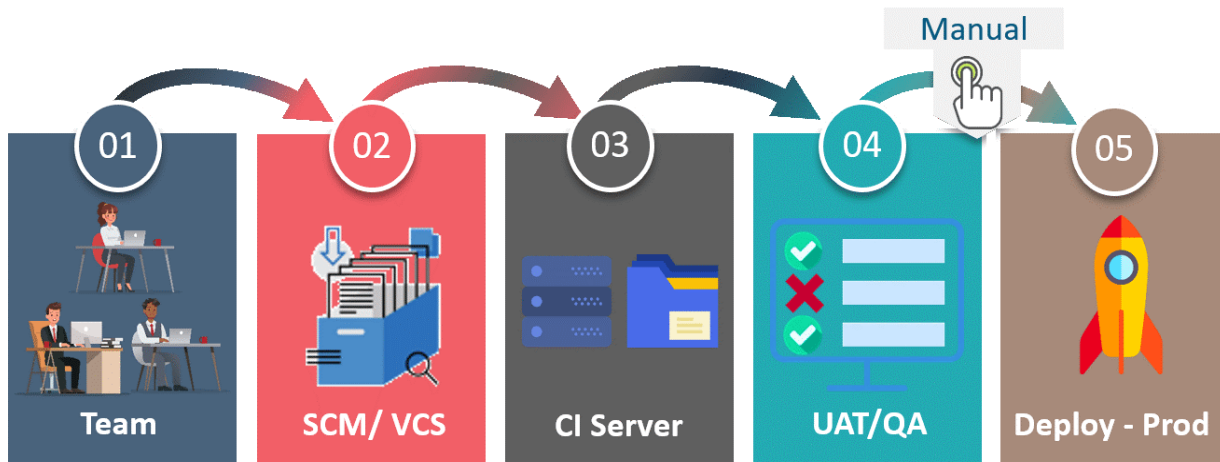 Manual
01
02
03
04
05
Team
SCM/ VCS
CI Server
UAT/QA
Deploy - Prod